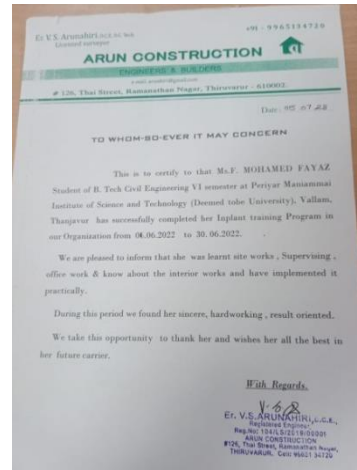 +91 - 9965134720
Er. V.S. Arunahiri
Licensed surveyor
ARUN CONSTRUCTION
ENGINEERS & BUILDERS
# 126, Thai Street, Ramanathan Nagar, Thiruvarur - 610002.
Date:
TO WHOM-SO-EVER IT MAY CONCERN
This is to certify to that Mr.F. MOHAMED FAYAZ
Student of B. Tech Civil Engineering VI semester at Periyar Maniammai
Institute of Science and Technology (Deemed tobe University), Vallam,
Thanjavur has successfully completed her Inplant training Program in
our Organization from 01.06.2022 to 30.06.2022.
We are pleased to inform that she was learnt site works , Supervising ,
office work & know about the interior works and have implemented it
practically.
During this period we found her sincere, hardworking , result oriented.
We take this opportunity to thank her and wishes her all the best in
her future carrier.
With Regards.
Er. V.S.ARUNAHIRI,
Registered Engineer
ARUN CONSTRUCTION
#126, Thai Street, Ramanathan Nagar,
THIRUVARUR.